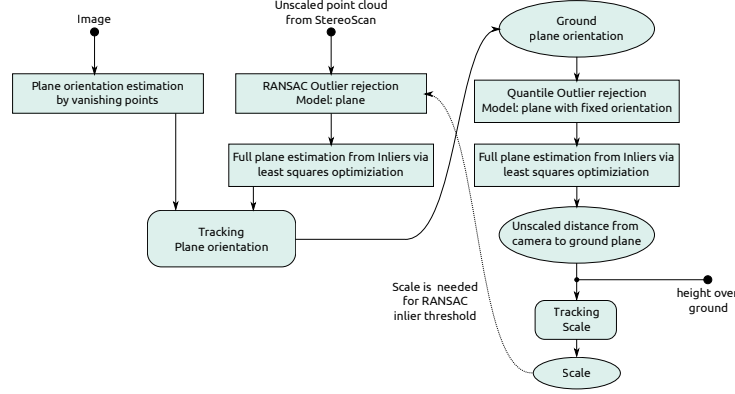 Image
Unscaled point cloud
from StereoScan
Ground
plane orientation
Plane orientation estimation
by vanishing points
RANSAC Outlier rejection
Model: plane
Quantile Outlier rejection
Model: plane with fixed orientation
Full plane estimation from Inliers via
least squares optimiziation
Full plane estimation from Inliers via
least squares optimiziation
Tracking
Plane orientation
Unscaled distance from
camera to ground plane
Scale is needed
for RANSAC
inlier threshold
height over
ground
Tracking
Scale
Scale